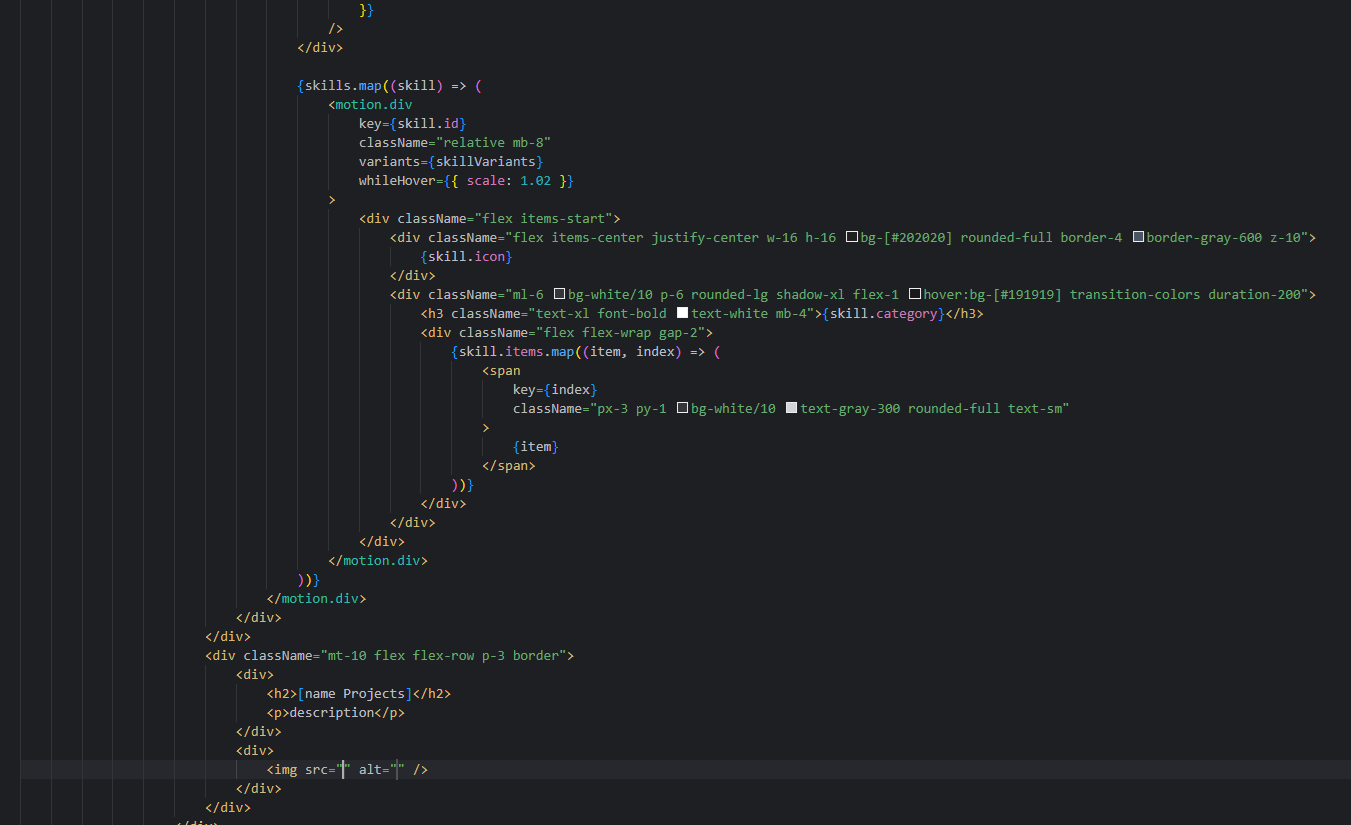 }}
/>
</div>
{skills.map((skill) => (
<motion.div
key={skill.id}
className="relative mb-8"
variants={skillVariants}
whileHover={{ scale: 1.02 }}
>
<div className="flex items-start">
<div className="flex items-center justify-center w-16 h-16 bg-[#202020] rounded-full border-4 border-gray-600 z-10">
{skill.icon}
</div>
<div className="ml-6 bg-white/10 p-6 rounded-lg shadow-xl flex-1 hover:bg-[#191919] transition-colors duration-200">
<h3 className="text-xl font-bold text-white mb-4">{skill.category}</h3>
<div className="flex flex-wrap gap-2">
{skill.items.map((item, index) => (
<span
key={index}
className="px-3 py-1 bg-white/10 text-gray-300 rounded-full text-sm"
>
{item}
</span>
))}
</div>
</div>
</div>
</motion.div>
))}
</motion.div>
</div>
</div>
<div className="mt-10 flex flex-row p-3 border">
<div>
<h2>[name Projects]</h2>
<p>description</p>
</div>
<div>
<img src="" alt="" />
</div>
</div>
</div>